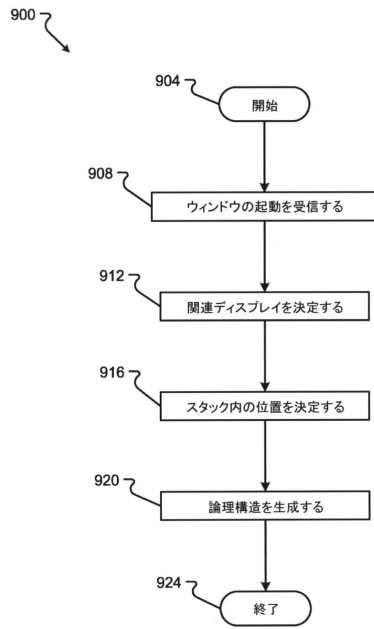 900
904
開始
908
ウィンドウの起動を受信する
912
関連ディスプレイを決定する
916
スタック内の位置を決定する
920
論理構造を生成する
924
終了